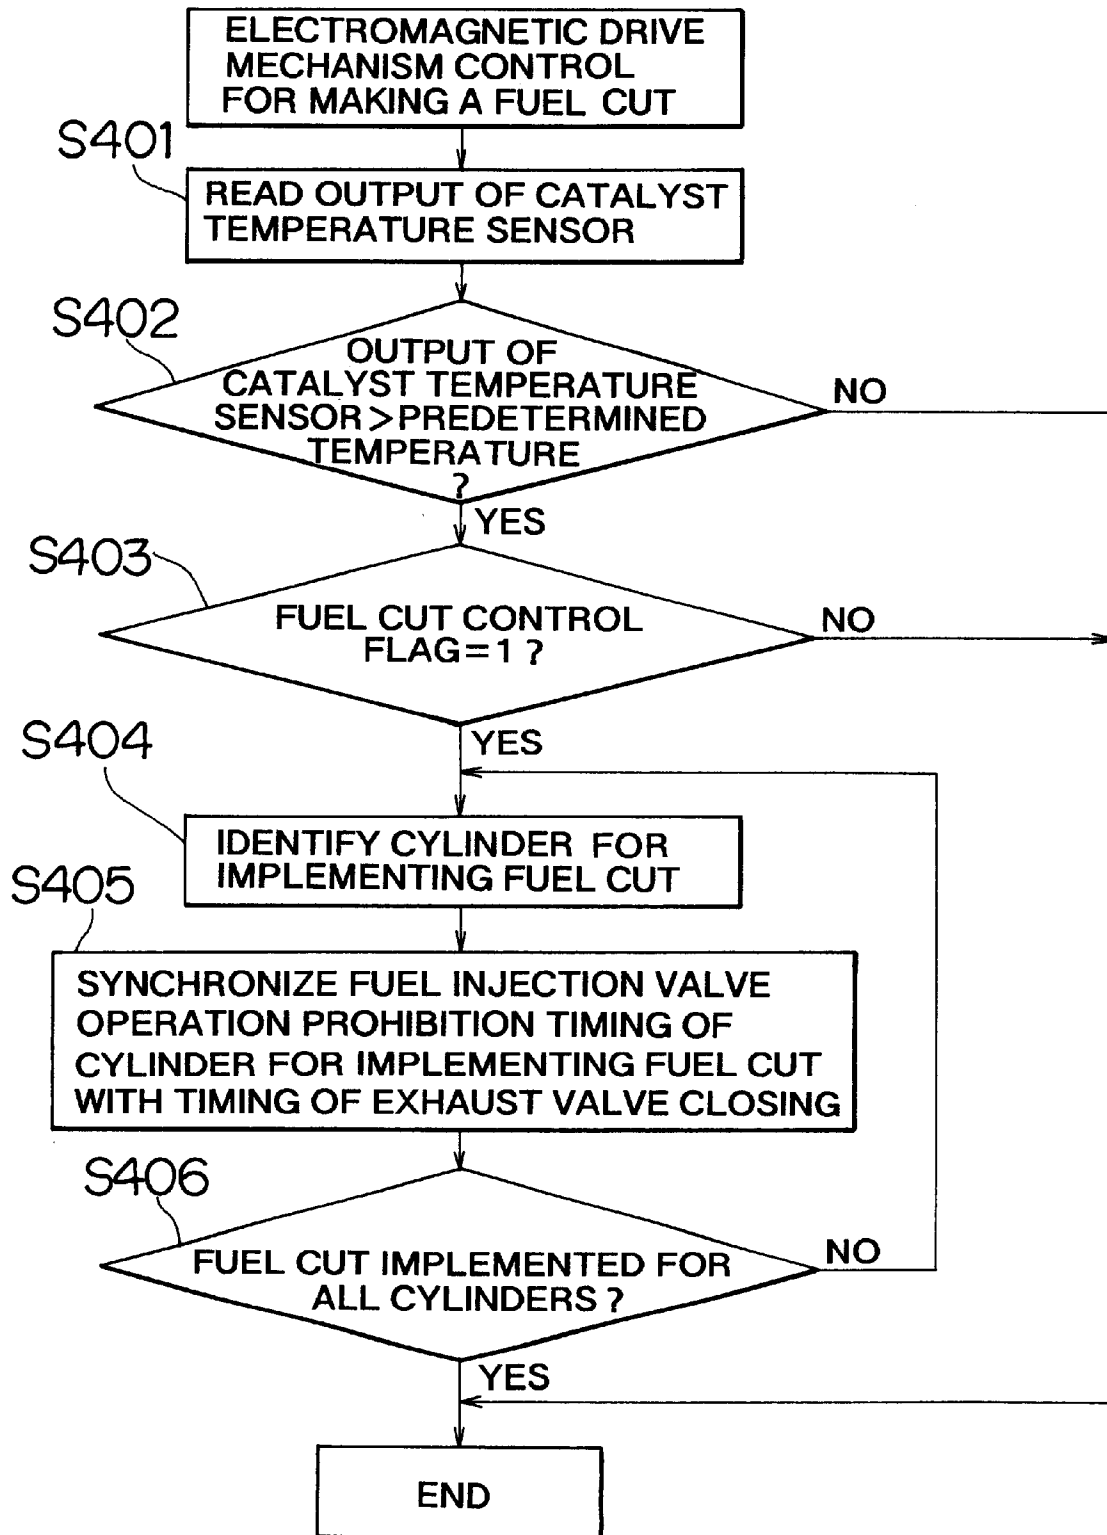 ELECTROMAGNETIC DRIVE
MECHANISM CONTROL
FOR MAKING A FUEL CUT
S401
READ OUTPUT OF CATALYST
TEMPERATURE SENSOR
S402
OUTPUT OF
CATALYST TEMPERATURE
SENSOR>PREDETERMINED
TEMPERATURE
?
NO
YES
S403
FUEL CUT CONTROL
FLAG=1?
NO
YES
S404
IDENTIFY CYLINDER FOR
IMPLEMENTING FUEL CUT
S405
SYNCHRONIZE FUEL INJECTION VALVE
OPERATION PROHIBITION TIMING OF
CYLINDER FOR IMPLEMENTING FUEL CUT
WITH TIMING OF EXHAUST VALVE CLOSING
S406
FUEL CUT IMPLEMENTED FOR
ALL CYLINDERS?
NO
YES
END